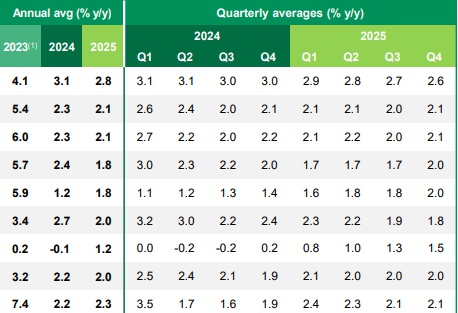 Annual avg (% y/y) Quarterly averages (% y/y)
2024 2025
2023(1) 2024 2025 Q1 Q2 Q3 Q4 Q1 Q2 Q3 Q4
4.1 3.1 2.8 3.1 3.1 3.0 3.0 2.9 2.8 2.7 2.6
5.4 2.3 2.1 2.6 2.4 2.0 2.1 2.1 2.1 2.0 2.1
6.0 2.3 2.1 2.7 2.2 2.0 2.2 2.1 2.2 2.0 2.1
5.7 2.4 1.8 3.0 2.3 2.2 2.0 1.7 1.7 1.7 2.0
5.9 1.2 1.8 1.1 1.2 1.3 1.4 1.6 1.8 1.8 2.0
3.4 2.7 2.0 3.2 3.0 2.2 2.4 2.3 2.2 1.9 1.8
0.2 -0.1 1.2 0.0 -0.2 -0.2 0.2 0.8 1.0 1.3 1.5
3.2 2.2 2.0 2.5 2.4 2.1 1.9 2.1 2.0 2.0 2.0
7.4 2.2 2.3 3.5 1.7 1.6 1.9 2.4 2.3 2.1 2.1